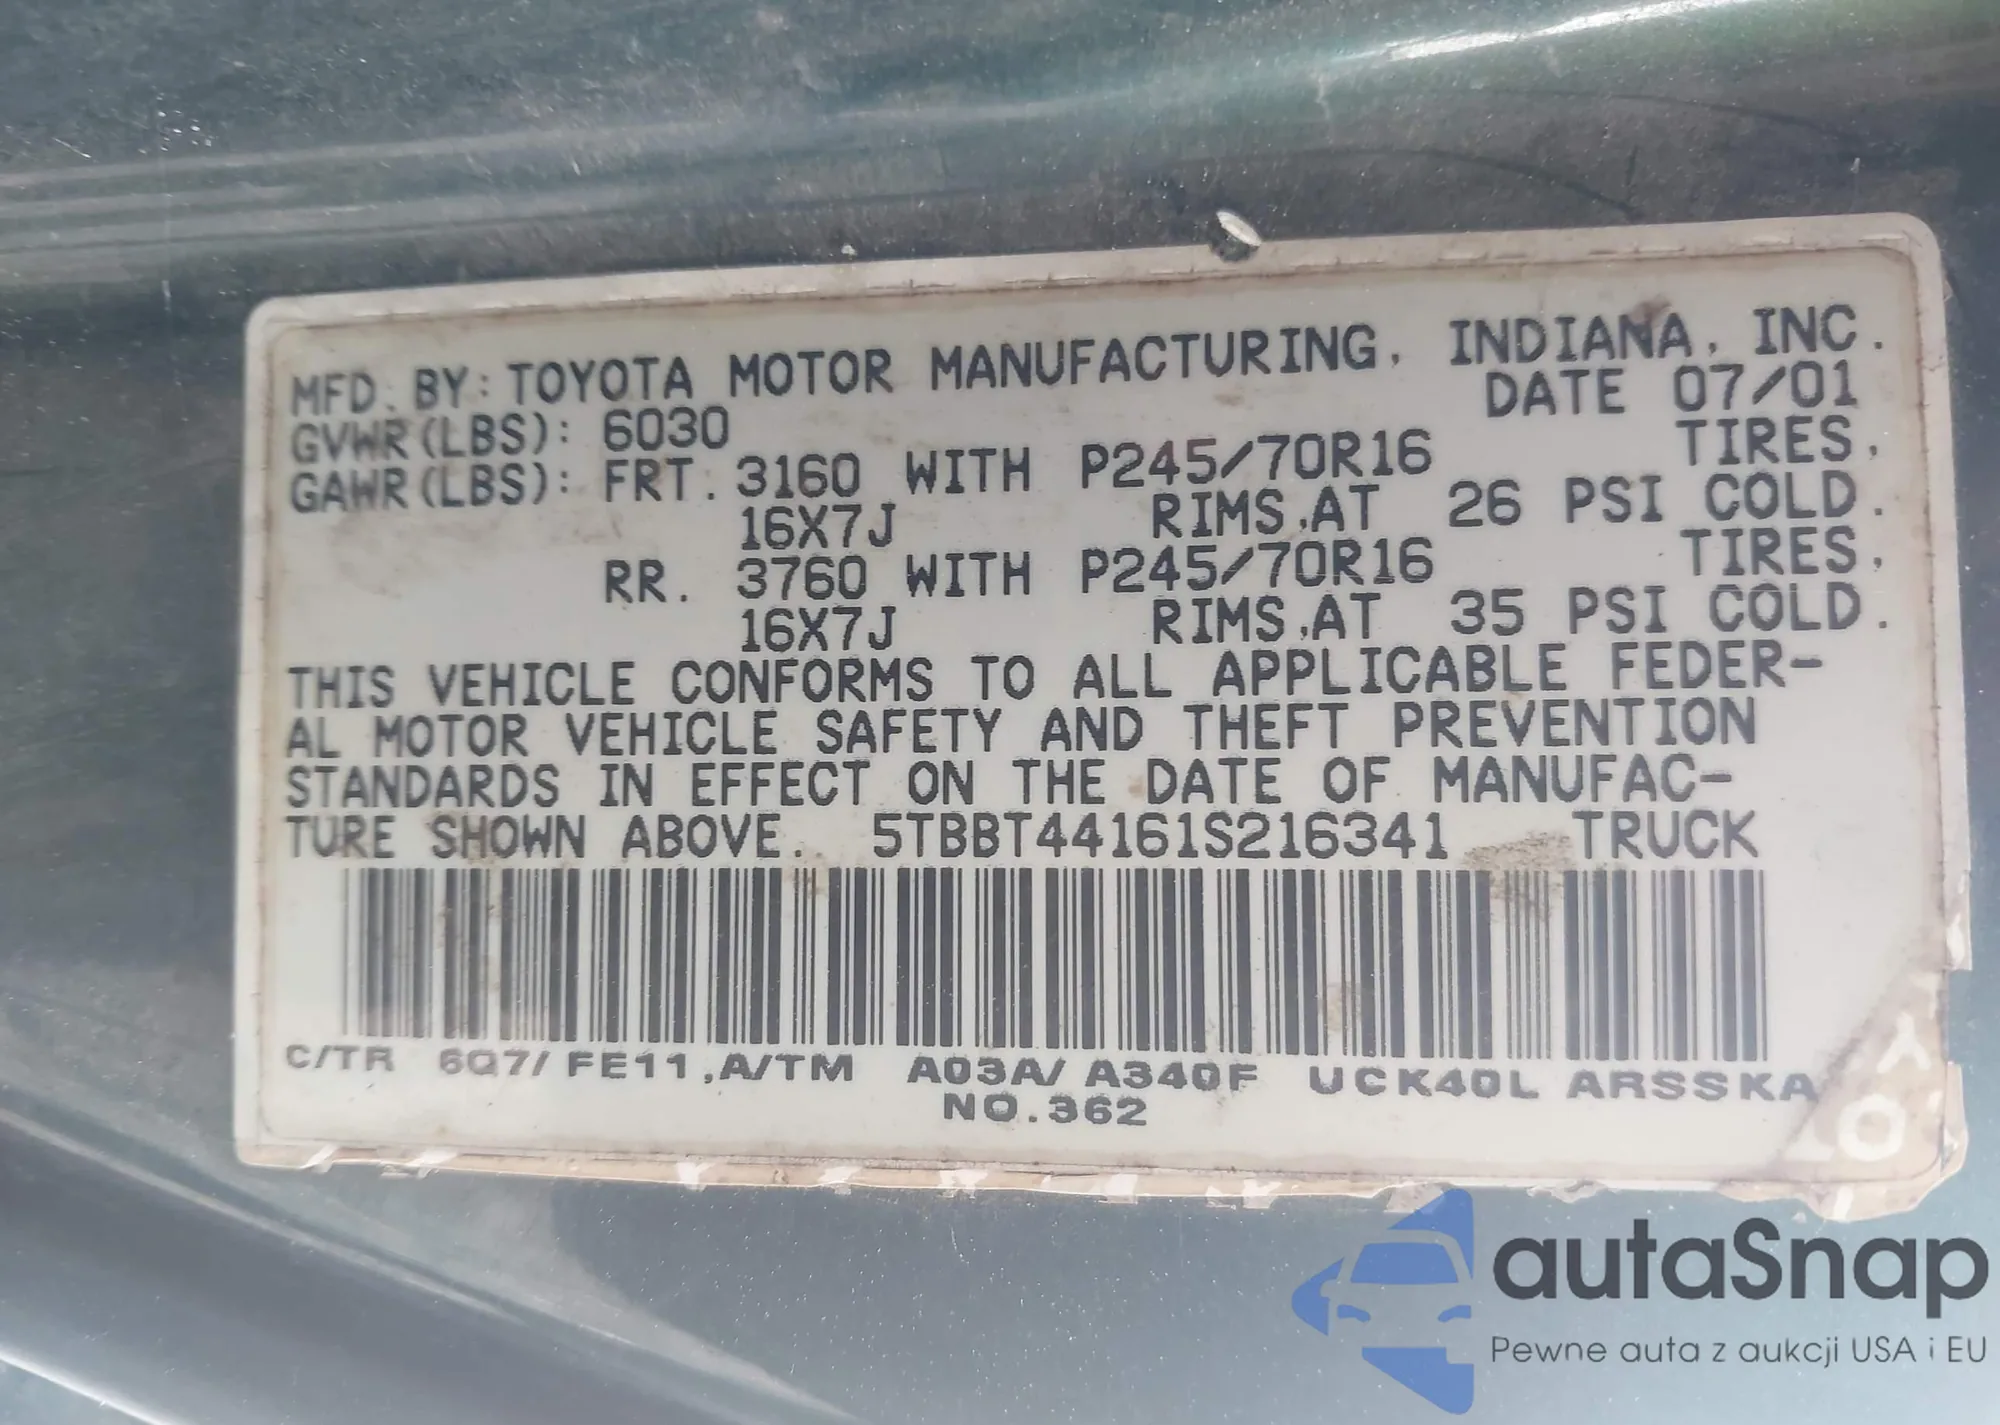 MFD. BY: TOYOTA MOTOR MANUFACTURING, INDIANA, INC.
GVWR(LBS): 6030 DATE 07/01
GAWR(LBS): FRT. 3160 WITH P245/70R16 TIRES,
16X7J RIMS,AT 26 PSI COLD.
RR. 3760 WITH P245/70R16 TIRES,
16X7J RIMS,AT 35 PSI COLD.
THIS VEHICLE CONFORMS TO ALL APPLICABLE FEDER-
AL MOTOR VEHICLE SAFETY AND THEFT PREVENTION
STANDARDS IN EFFECT ON THE DATE OF MANUFAC-
TURE SHOWN ABOVE. 5TBBT44161S216341 TRUCK
C/TR 6Q7/ FE11 ,A/TM A03A/ A340F UCK40L ARSSKA
NO.362
autaSnap
Pewne auta z aukcji USA i EU